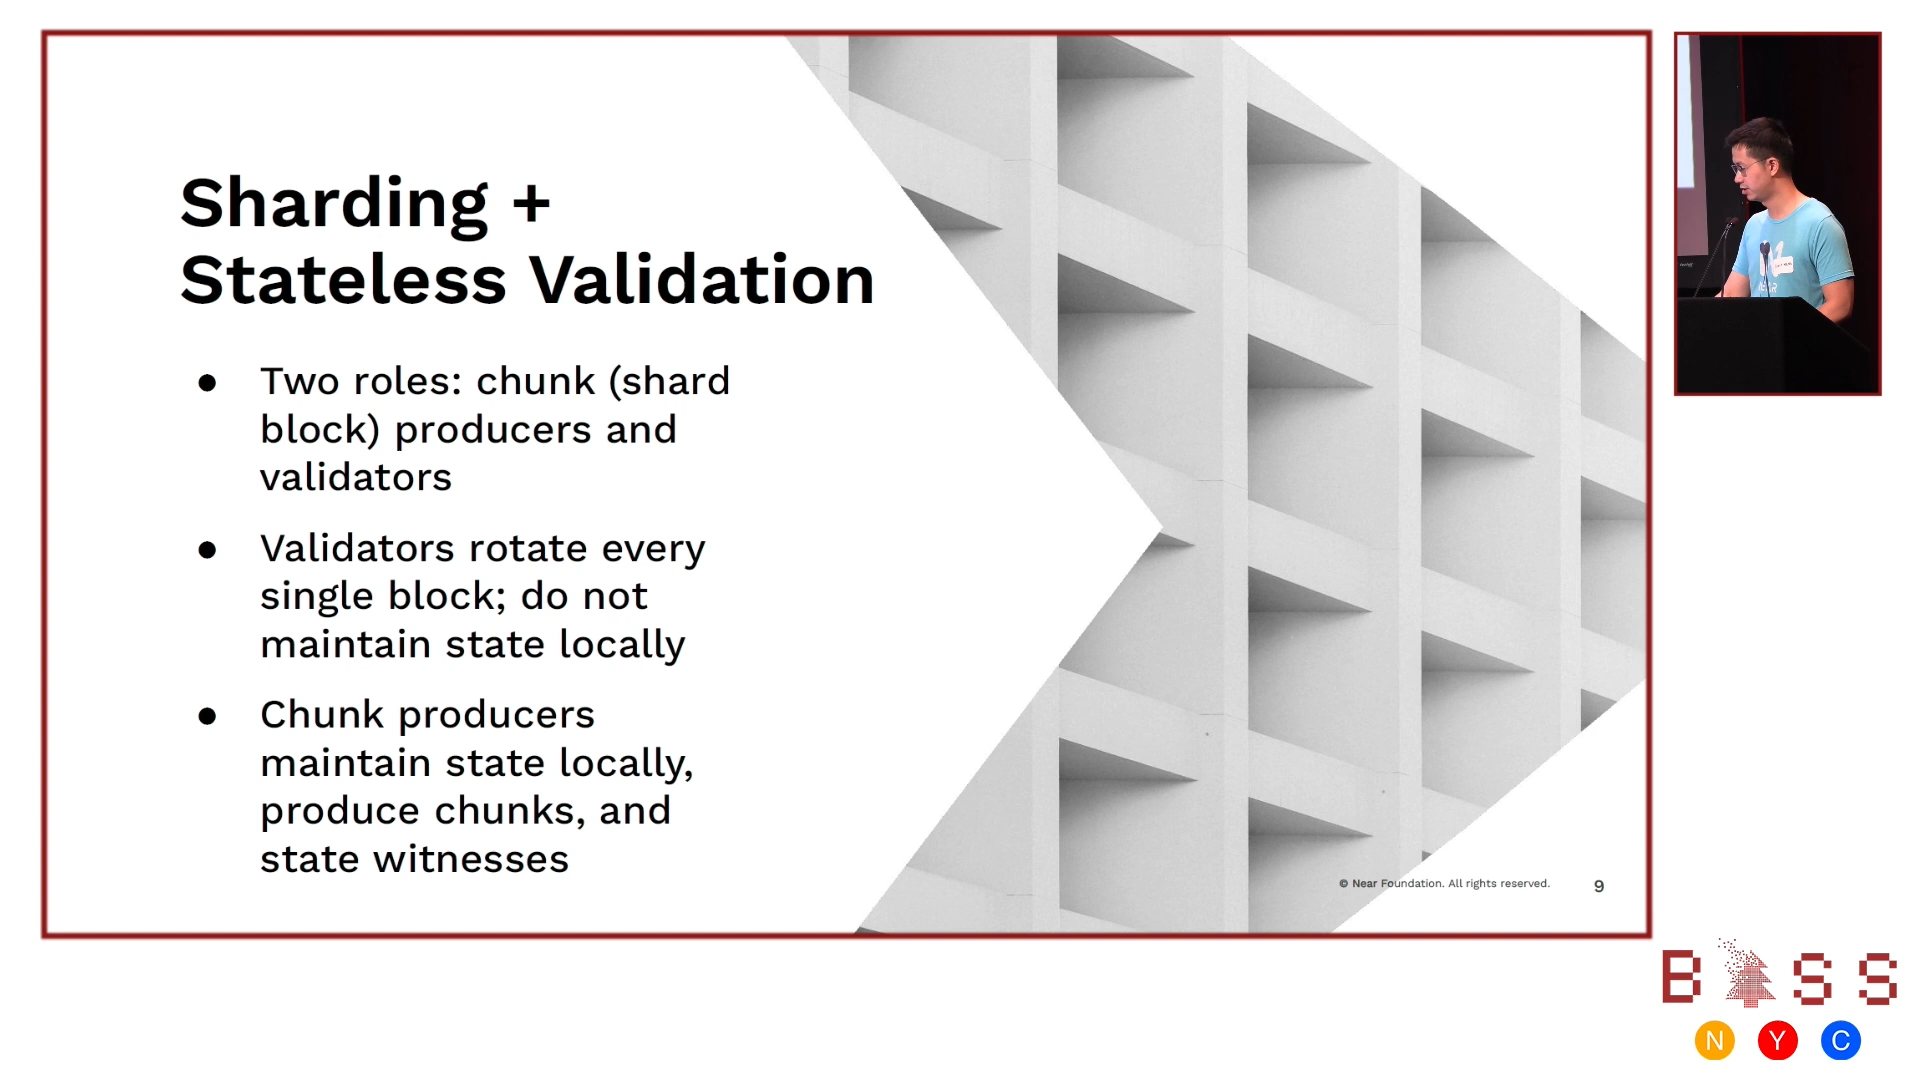 Sharding +
Stateless Validation
● Two roles: chunk (shard
block) producers and
validators
● Validators rotate every
single block; do not
maintain state locally
● Chunk producers
maintain state locally,
produce chunks, and
state witnesses
© Near Foundation. All rights reserved.
9
B SS
N Y C